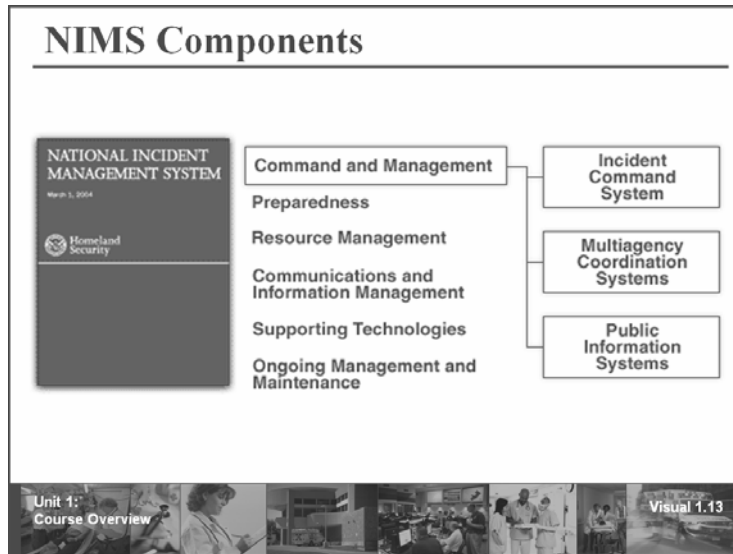 NIMS Components
NATIONAL INCIDENT
MANAGEMENT SYSTEM
March 1, 2004
Homeland
Security
Command and Management
Preparedness
Resource Management
Communications and
Information Management
Supporting Technologies
Ongoing Management and
Maintenance
Incident
Command
System
Multiagency
Coordination
Systems
Public
Information
Systems
Unit 1:
Course Overview
Visual 1.13